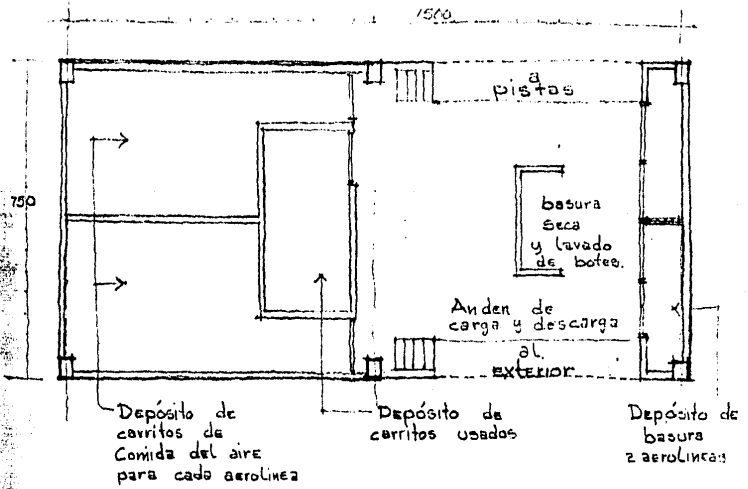 1500
a
pistas
750
basura
seca
y lavado
de botes.
Anden de
carga y descarga
al.
exterior
Depósito de
carritos de
Comida del aire
para cada aerolinea
Depósito de
carritos usados
Depósito de
basura
2 aerolineas